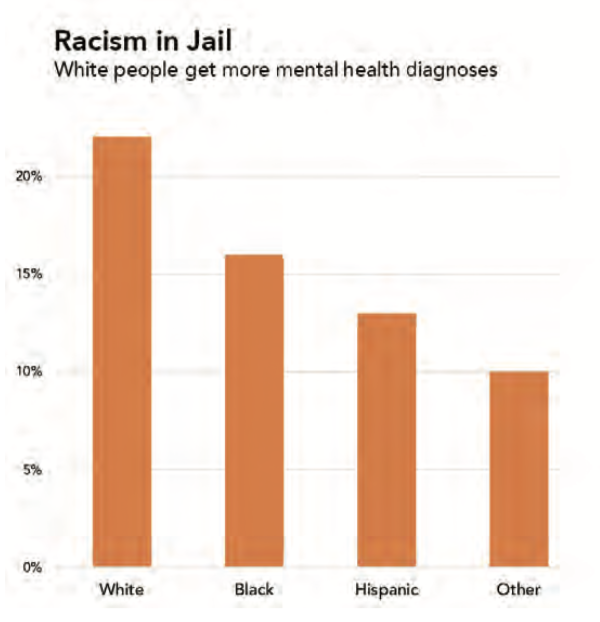 Racism in Jail
White people get more mental health diagnoses
20%
15%
10%
5%
0%
White Black Hispanic Other